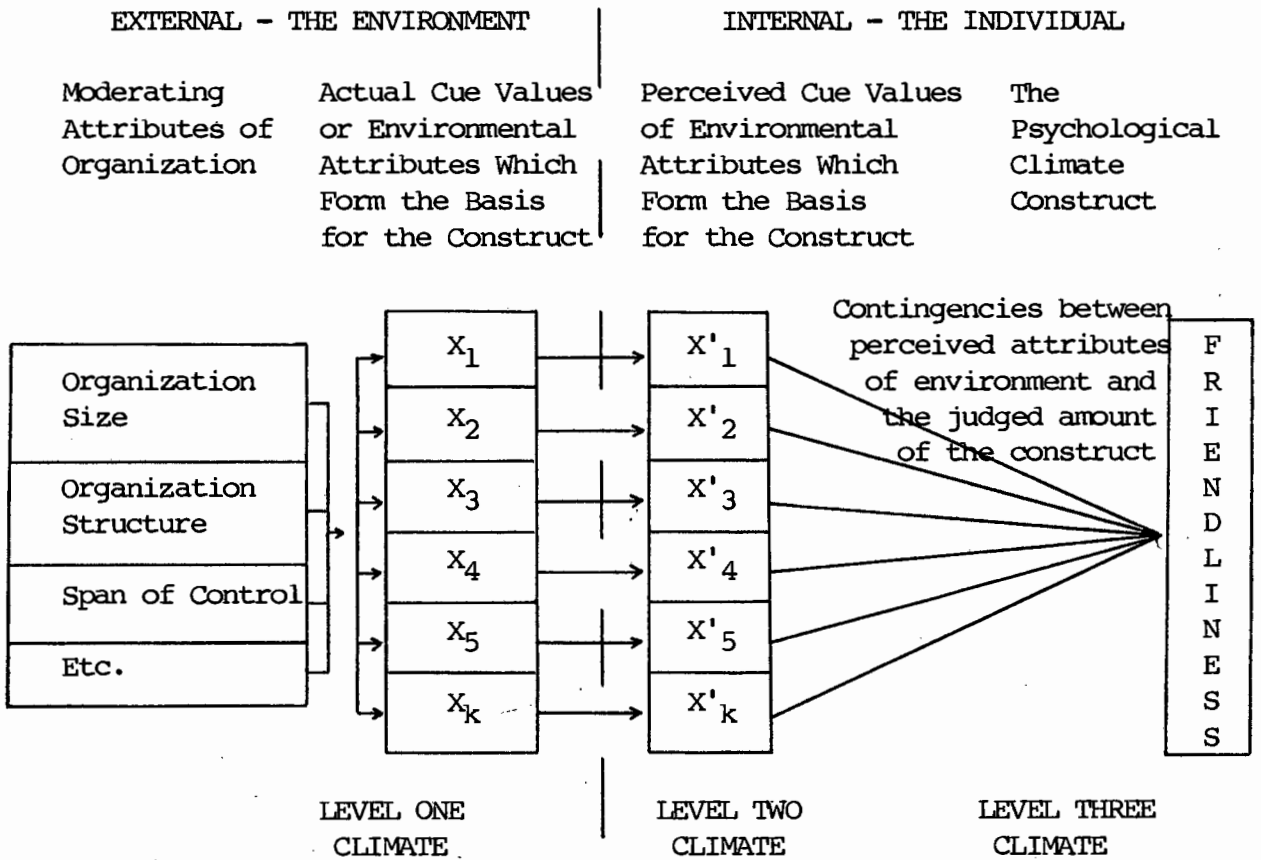 EXTERNAL - THE ENVIRONMENT
INTERNAL - THE INDIVIDUAL
Moderating
Attributes of
Organization
Actual Cue Values
or Environmental
Attributes Which
Form the Basis
for the Construct
Perceived Cue Values
of Environmental
Attributes Which
Form the Basis
for the Construct
The
Psychological
Climate
Construct
Organization
Size
Organization
Structure
Span of Control
Etc.
X1
X2
X3
X4
X5
Xk
X'1
X'2
X'3
X'4
X'5
X'k
Contingencies between
perceived attributes
of environment and
the judged amount
of the construct
FRIENDLINESS
LEVEL ONE
CLIMATE
LEVEL TWO
CLIMATE
LEVEL THREE
CLIMATE